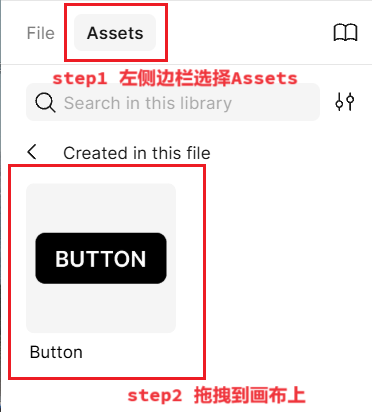 File Assets
step1 左侧边栏选择Assets
Search in this library
Created in this file
BUTTON
Button
step2 拖拽到画布上